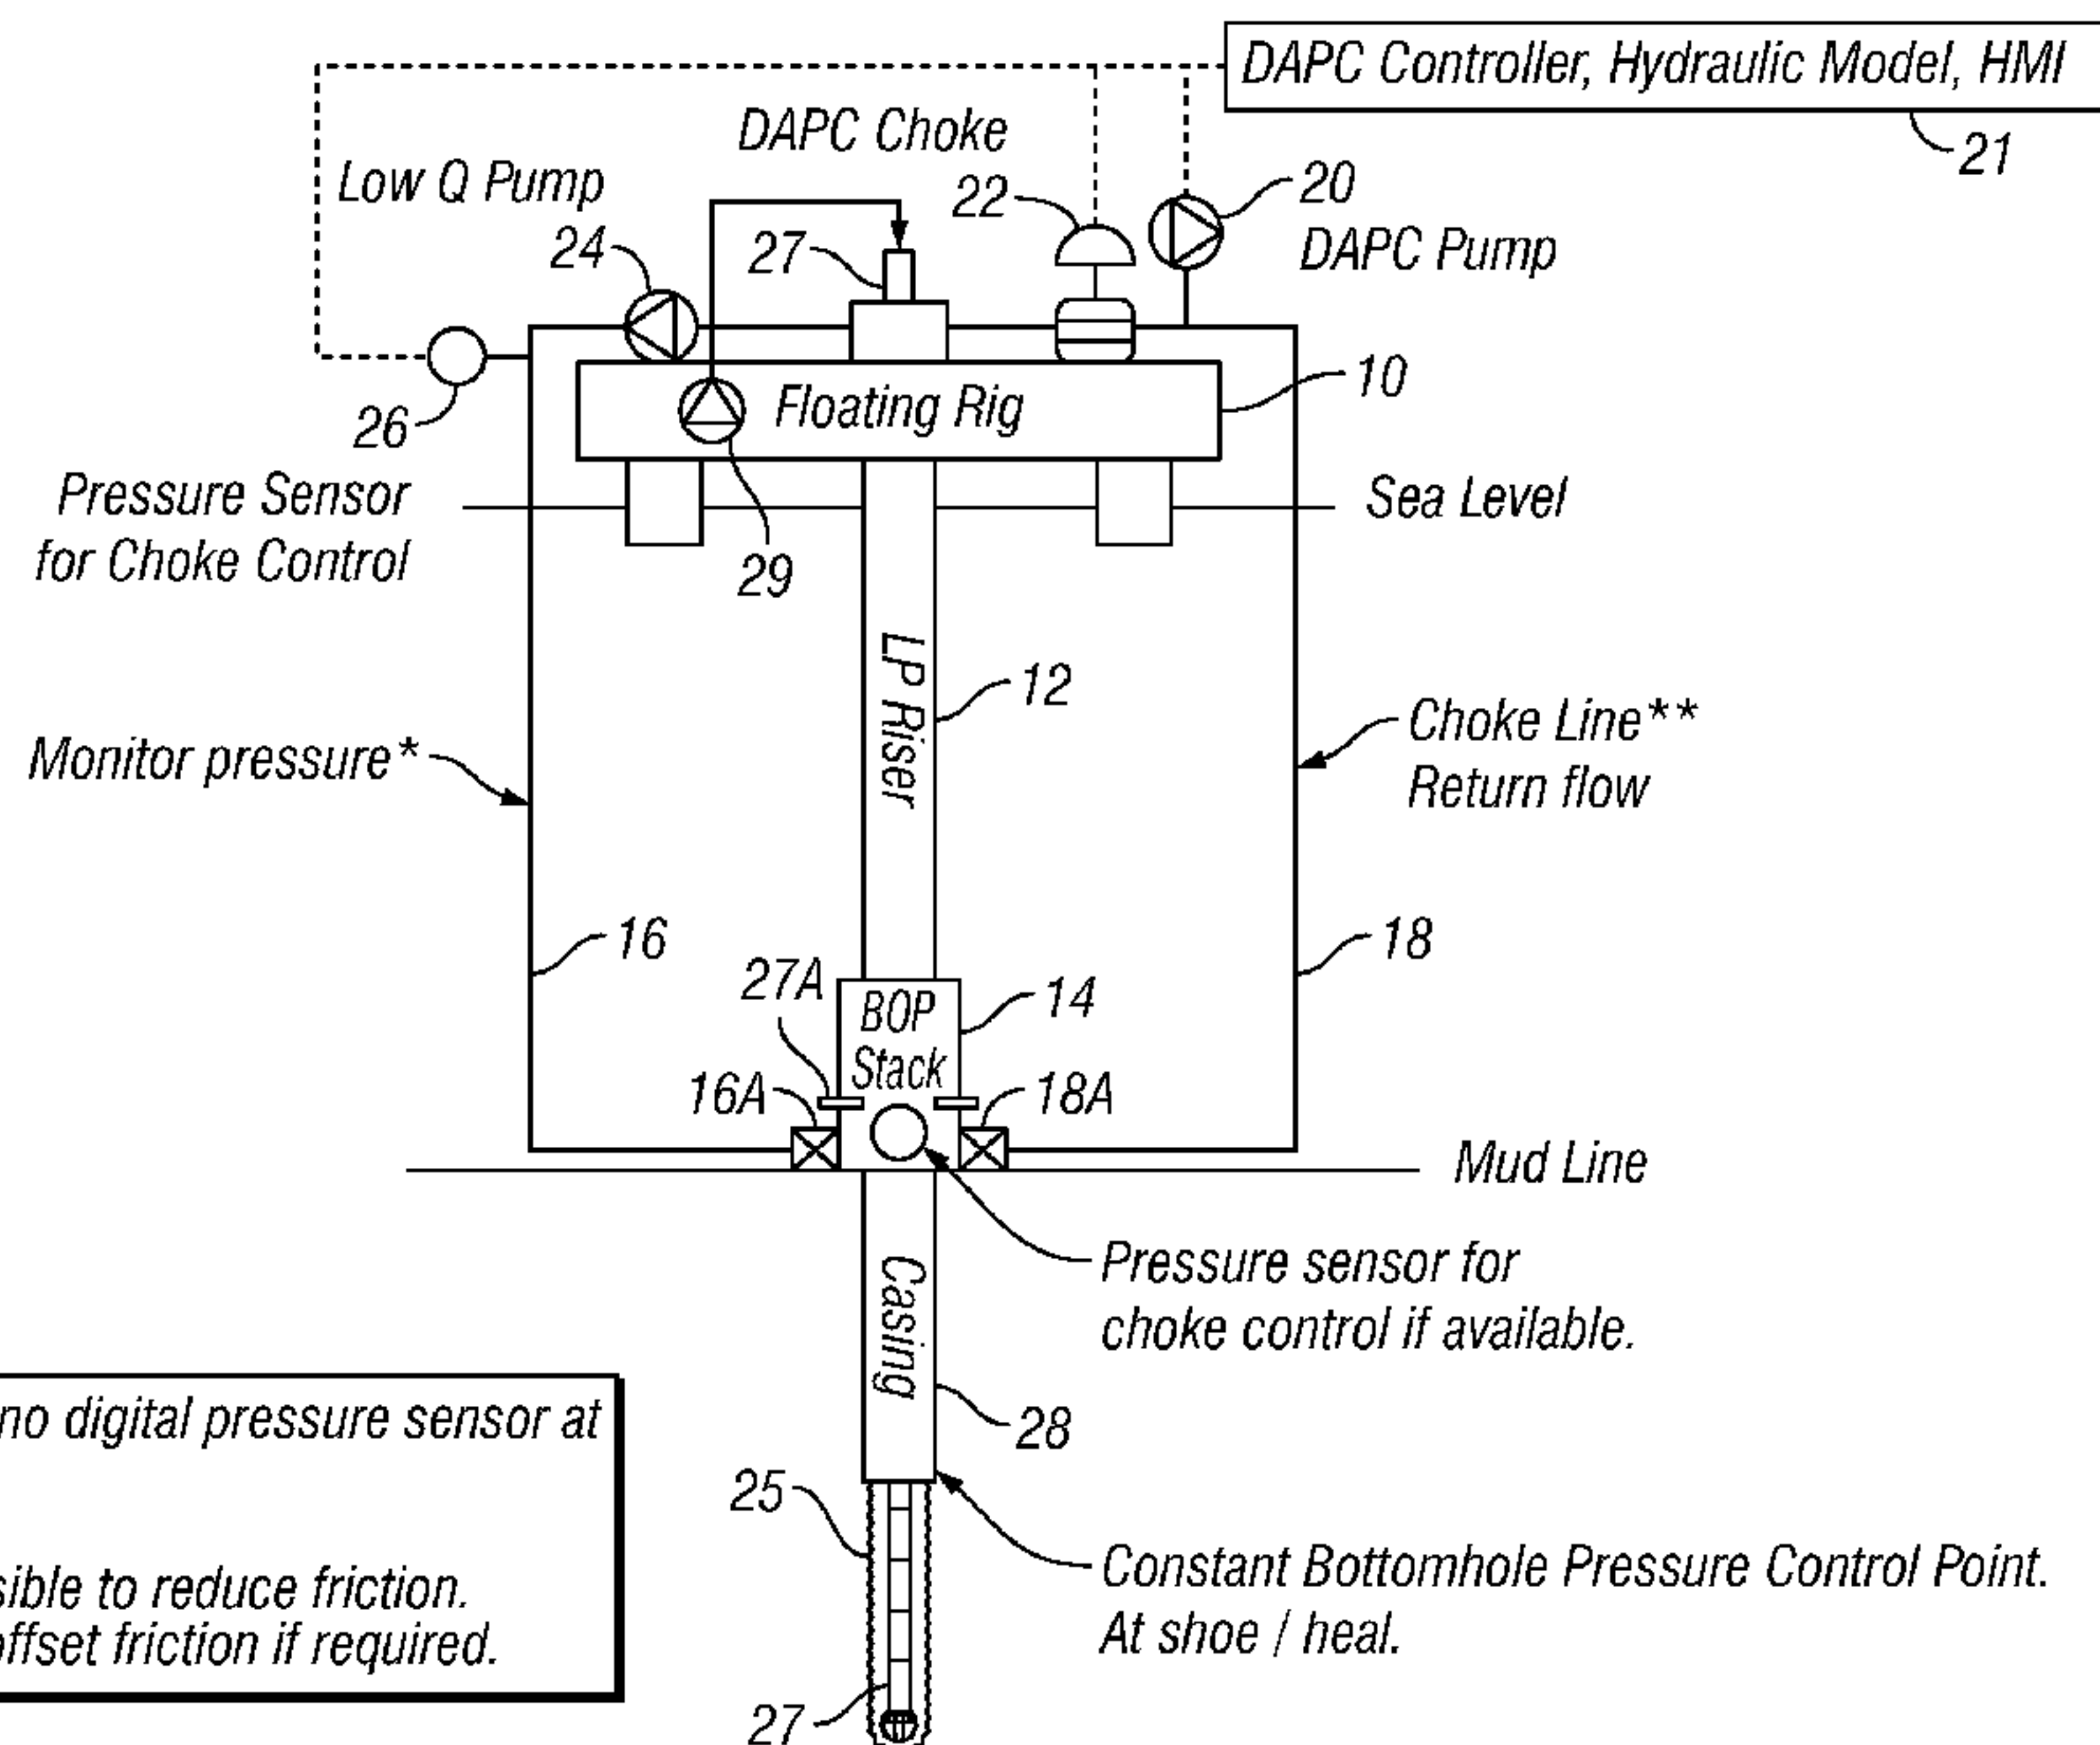 DAPC Controller, Hydraulic Model, HMI
21
DAPC Choke
Low Q Pump
22
20
DAPC Pump
24
27
10
26
Floating Rig
Pressure Sensor
for Choke Control
Sea Level
29
LP Riser
12
Monitor pressure*
Choke Line**
Return flow
16
18
27A
14
BOP
Stack
16A
18A
Mud Line
Pressure sensor for
choke control if available.
Casing
28
no digital pressure sensor at
sible to reduce friction.
offset friction if required.
25
Constant Bottomhole Pressure Control Point.
At shoe / heal.
27